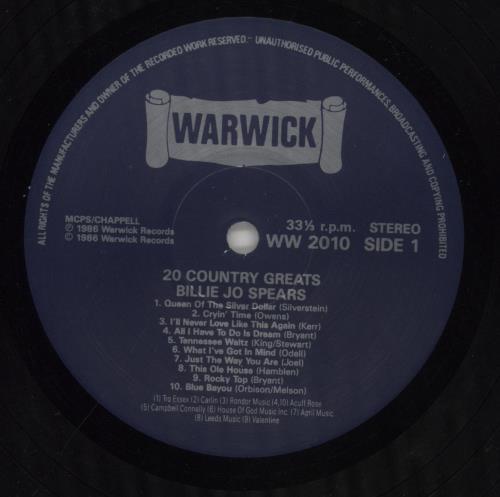 ALL RIGHTS OF THE MANUFACTURERS AND OWNER OF THE RECORDED WORK RESERVED.— UNAUTHORISED PUBLIC PERFORMANCES, BROADCASTING AND COPYING PROHIBITED
WARWICK
MCPS/CHAPPELL
℗ 1986 Warwick Records
© 1986 Warwick Records
33⅓ r.p.m. STEREO
WW 2010 SIDE 1
20 COUNTRY GREATS
BILLIE JO SPEARS
1. Queen Of The Silver Dollar (Silverstein)
2. Cryin' Time (Owens)
3. I'll Never Love Like This Again (Kerr)
4. All I Have To Do Is Dream (Bryant)
5. Tannessee Waltz (King/Stewart)
6. What I've Got In Mind (Odell)
7. Just The Way You Are (Joel)
8. This Ole House (Hamblen)
9. Rocky Top (Bryant)
10. Blue Bayou (Orbison/Melson)
(1) Tro Essex (2) Carlin (3) Rondor Music (4,10) Acuff Rose
(5) Campbell Connelly (6) House Of God Music Inc. (7) April Music
(8) Leeds Music (9) Valentine